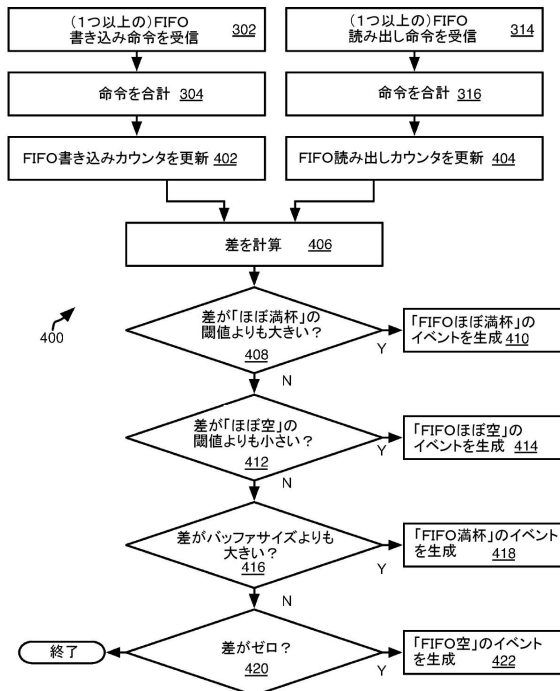 (1つ以上の)FIFO
書き込み命令を受信
302
(1つ以上の)FIFO
読み出し命令を受信
314
命令を合計 304
命令を合計 316
FIFO書き込みカウンタを更新 402
FIFO読み出しカウンタを更新 404
差を計算 406
400
差が「ほぼ満杯」の
閾値よりも大きい?
408
Y
N
「FIFOほぼ満杯」の
イベントを生成 410
差が「ほぼ空」の
閾値よりも小さい?
412
Y
N
「FIFOほぼ空」の
イベントを生成 414
差がバッファサイズよりも
大きい?
416
Y
N
「FIFO満杯」のイベント
を生成 418
差がゼロ?
420
Y
終了
「FIFO空」のイベント
を生成 422